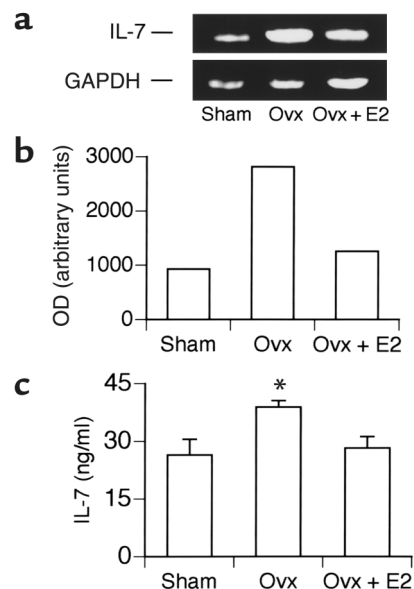 a
IL-7 —
GAPDH —
Sham Ovx Ovx + E2
b
OD (arbitrary units)
3000
2000
1000
0
Sham Ovx Ovx + E2
c
IL-7 (ng/ml)
45
30
15
0
*
Sham Ovx Ovx + E2